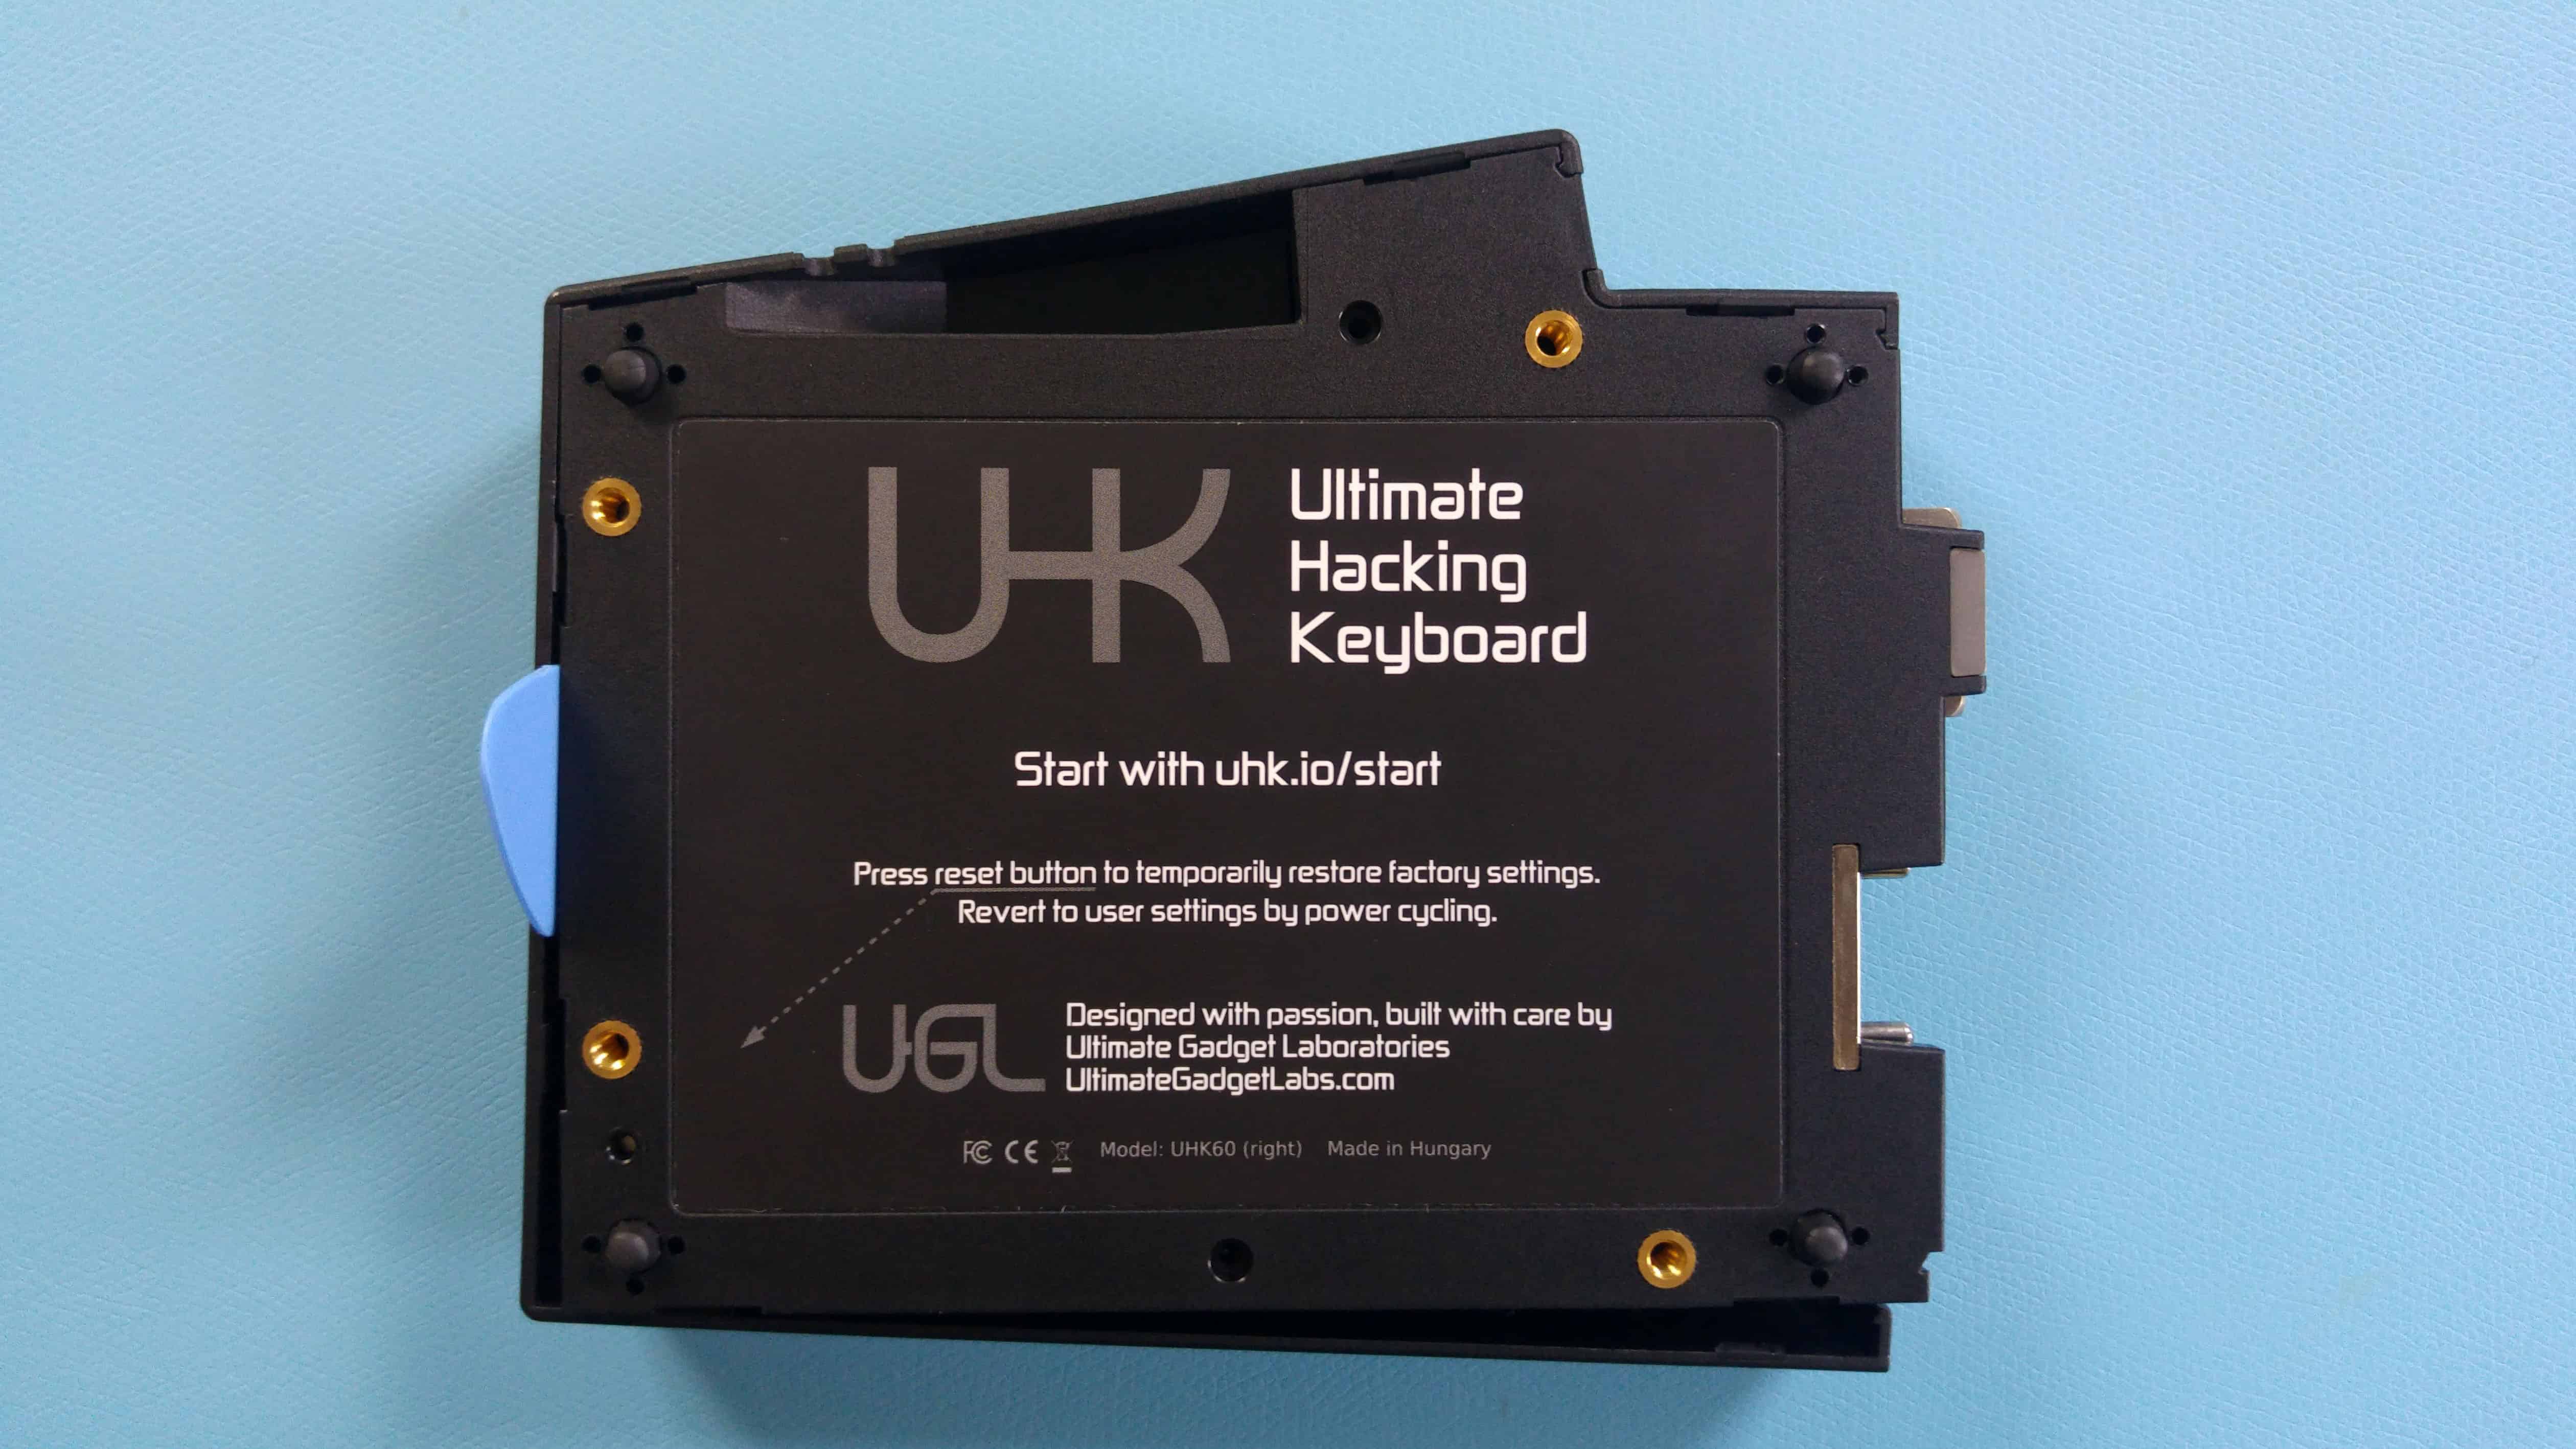 UHK
Ultimate
Hacking
Keyboard
Start with uhk.io/start
Press reset button to temporarily restore factory settings.
Revert to user settings by power cycling.
UGL
Designed with passion, built with care by
Ultimate Gadget Laboratories
UltimateGadgetLabs.com
FC CE Model: UHK60 (right) Made in Hungary